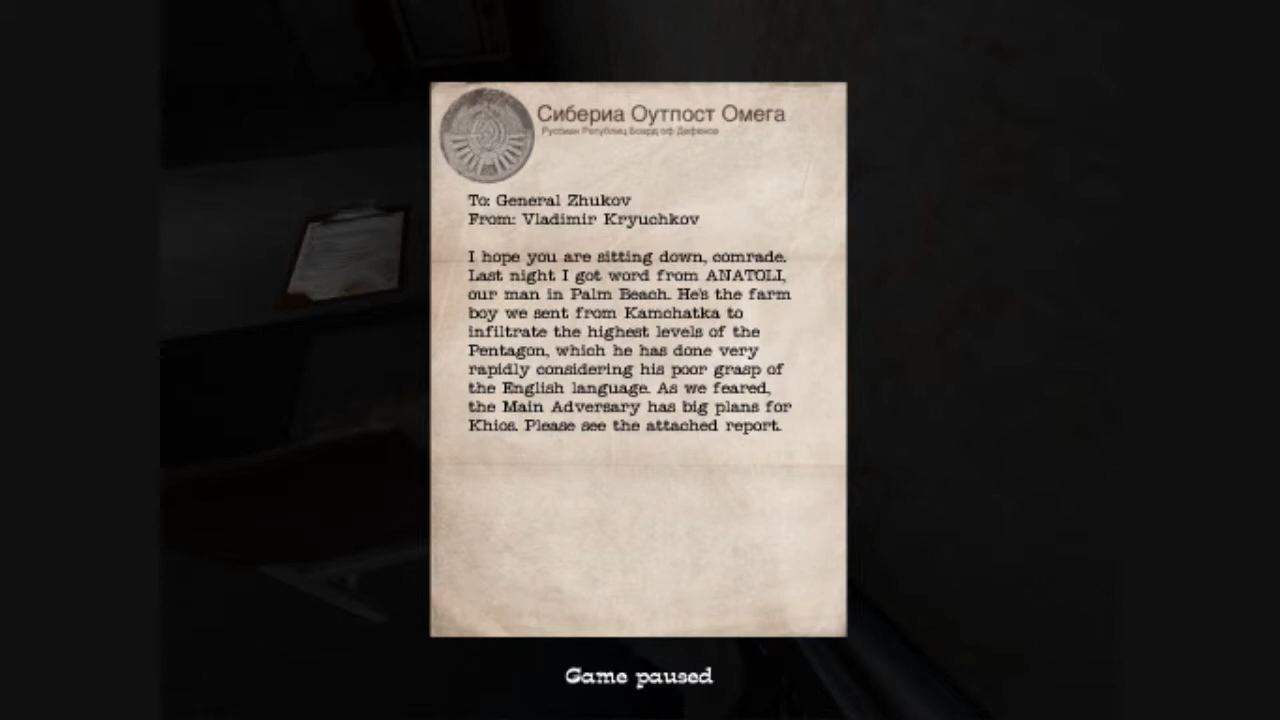 Сибериа Оутпост Омега
Руссиан Републиц Боард оф Дефенсе
To: General Zhukov
From: Vladimir Kryuchkov
I hope you are sitting down, comrade.
Last night I got word from ANATOLI,
our man in Palm Beach. He's the farm
boy we sent from Kamchatka to
infiltrate the highest levels of the
Pentagon, which he has done very
rapidly considering his poor grasp of
the English language. As we feared,
the Main Adversary has big plans for
Khios. Please see the attached report.
Game paused